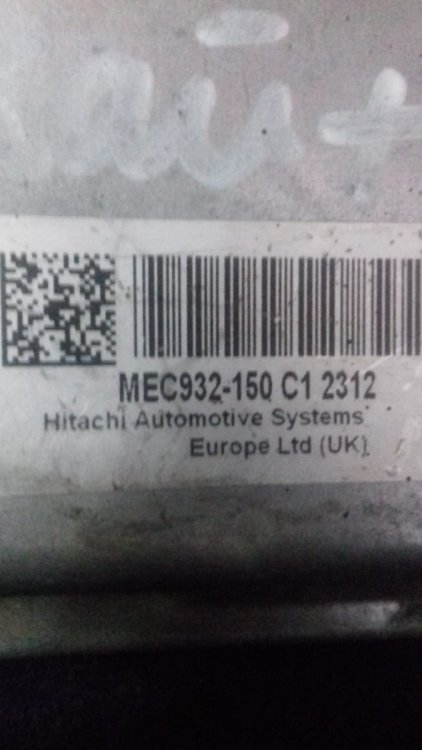 MEC932-150 C1 2312
Hitachi Automotive Systems
Europe Ltd (UK)